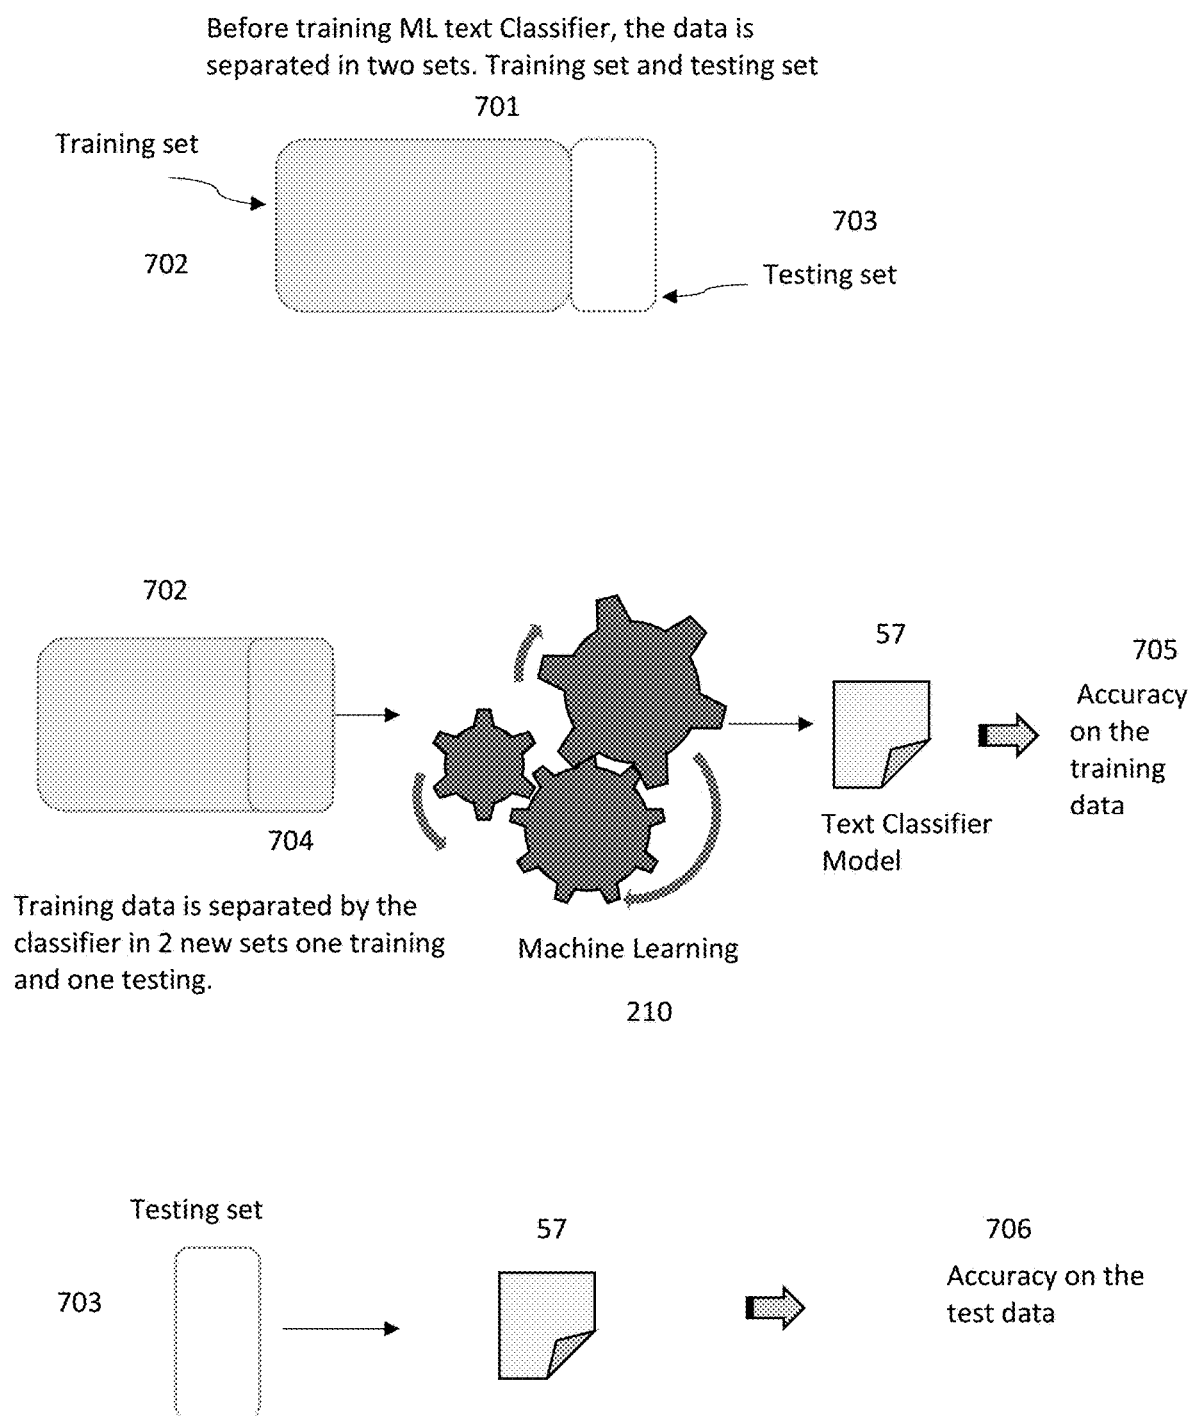 Before training ML text Classifier, the data is
separated in two sets. Training set and testing set
701
Training set
702
703
Testing set
702
704
Training data is separated by the
classifier in 2 new sets one training
and one testing.
Machine Learning
210
57
Text Classifier
Model
705
Accuracy
on the
training
data
Testing set
703
57
706
Accuracy on the
test data